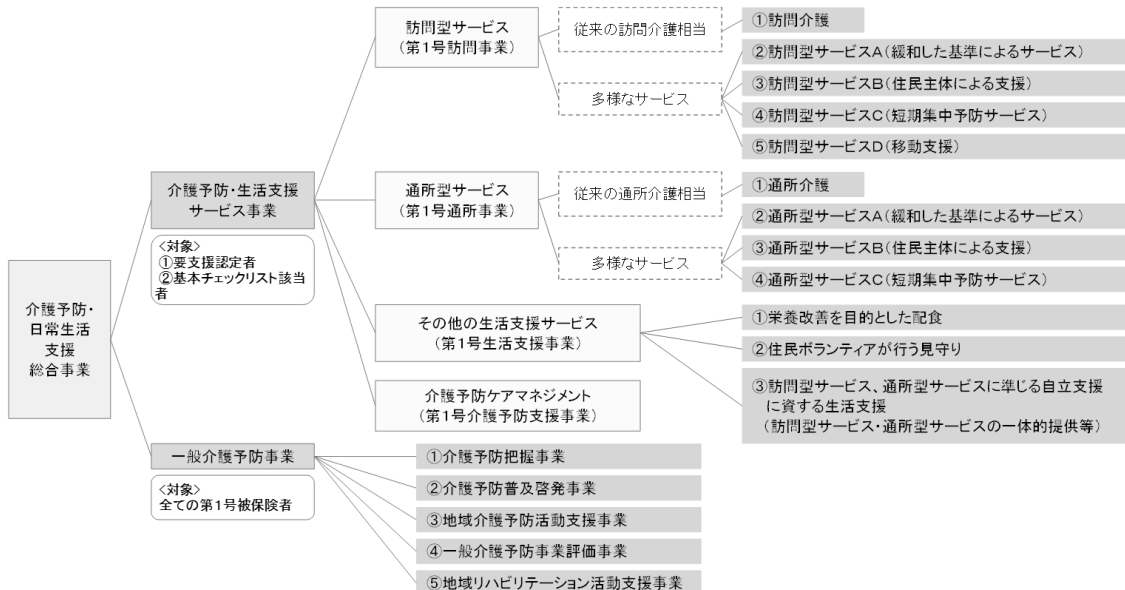 介護予防・
日常生活
支援
総合事業
介護予防・生活支援
サービス事業
<対象>
①要支援認定者
②基本チェックリスト該当
者
訪問型サービス
(第1号訪問事業)
従来の訪問介護相当
①訪問介護
多様なサービス
②訪問型サービスA(緩和した基準によるサービス)
③訪問型サービスB(住民主体による支援)
④訪問型サービスC(短期集中予防サービス)
⑤訪問型サービスD(移動支援)
通所型サービス
(第1号通所事業)
従来の通所介護相当
①通所介護
多様なサービス
②通所型サービスA(緩和した基準によるサービス)
③通所型サービスB(住民主体による支援)
④通所型サービスC(短期集中予防サービス)
その他の生活支援サービス
(第1号生活支援事業)
①栄養改善を目的とした配食
②住民ボランティアが行う見守り
③訪問型サービス、通所型サービスに準じる自立支援
に資する生活支援
(訪問型サービス・通所型サービスの一体的提供等)
介護予防ケアマネジメント
(第1号介護予防支援事業)
一般介護予防事業
<対象>
全ての第1号被保険者
①介護予防把握事業
②介護予防普及啓発事業
③地域介護予防活動支援事業
④一般介護予防事業評価事業
⑤地域リハビリテーション活動支援事業